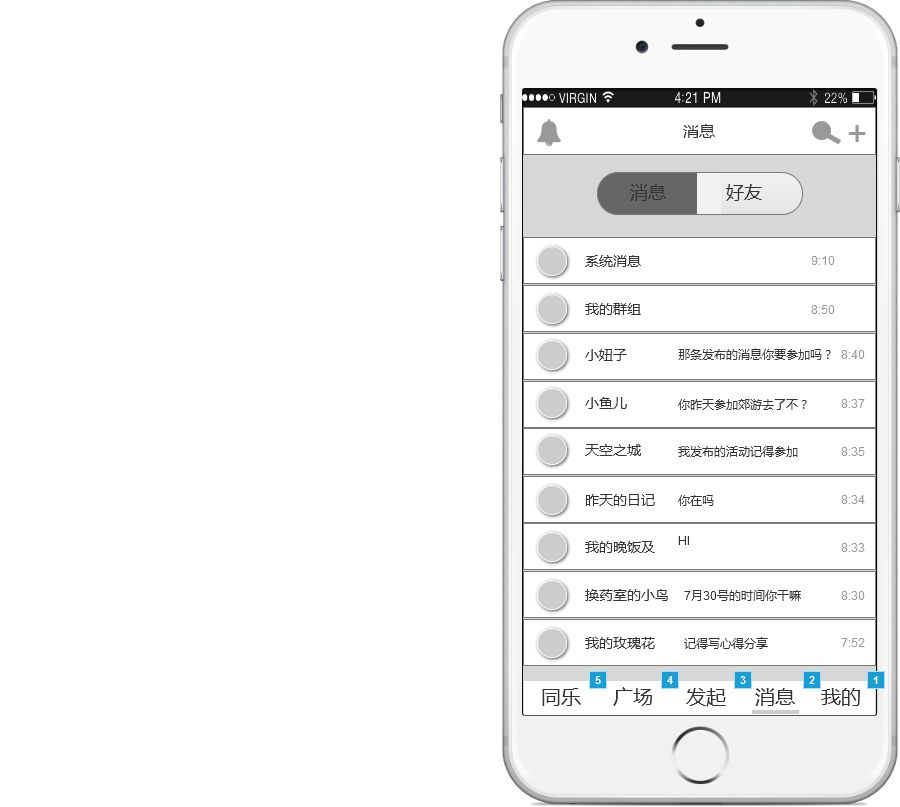 VIRGIN 4:21 PM 22%
消息
消息 好友
系统消息 9:10
我的群组 8:50
小妞子 那条发布的消息你要参加吗？ 8:40
小鱼儿 你昨天参加郊游去了不？ 8:37
天空之城 我发布的活动记得参加 8:35
昨天的日记 你在吗 8:34
我的晚饭及 HI 8:33
换药室的小鸟 7月30号的时间你干嘛 8:30
我的玫瑰花 记得写心得分享 7:52
5 4 3 2 1
同乐 广场 发起 消息 我的